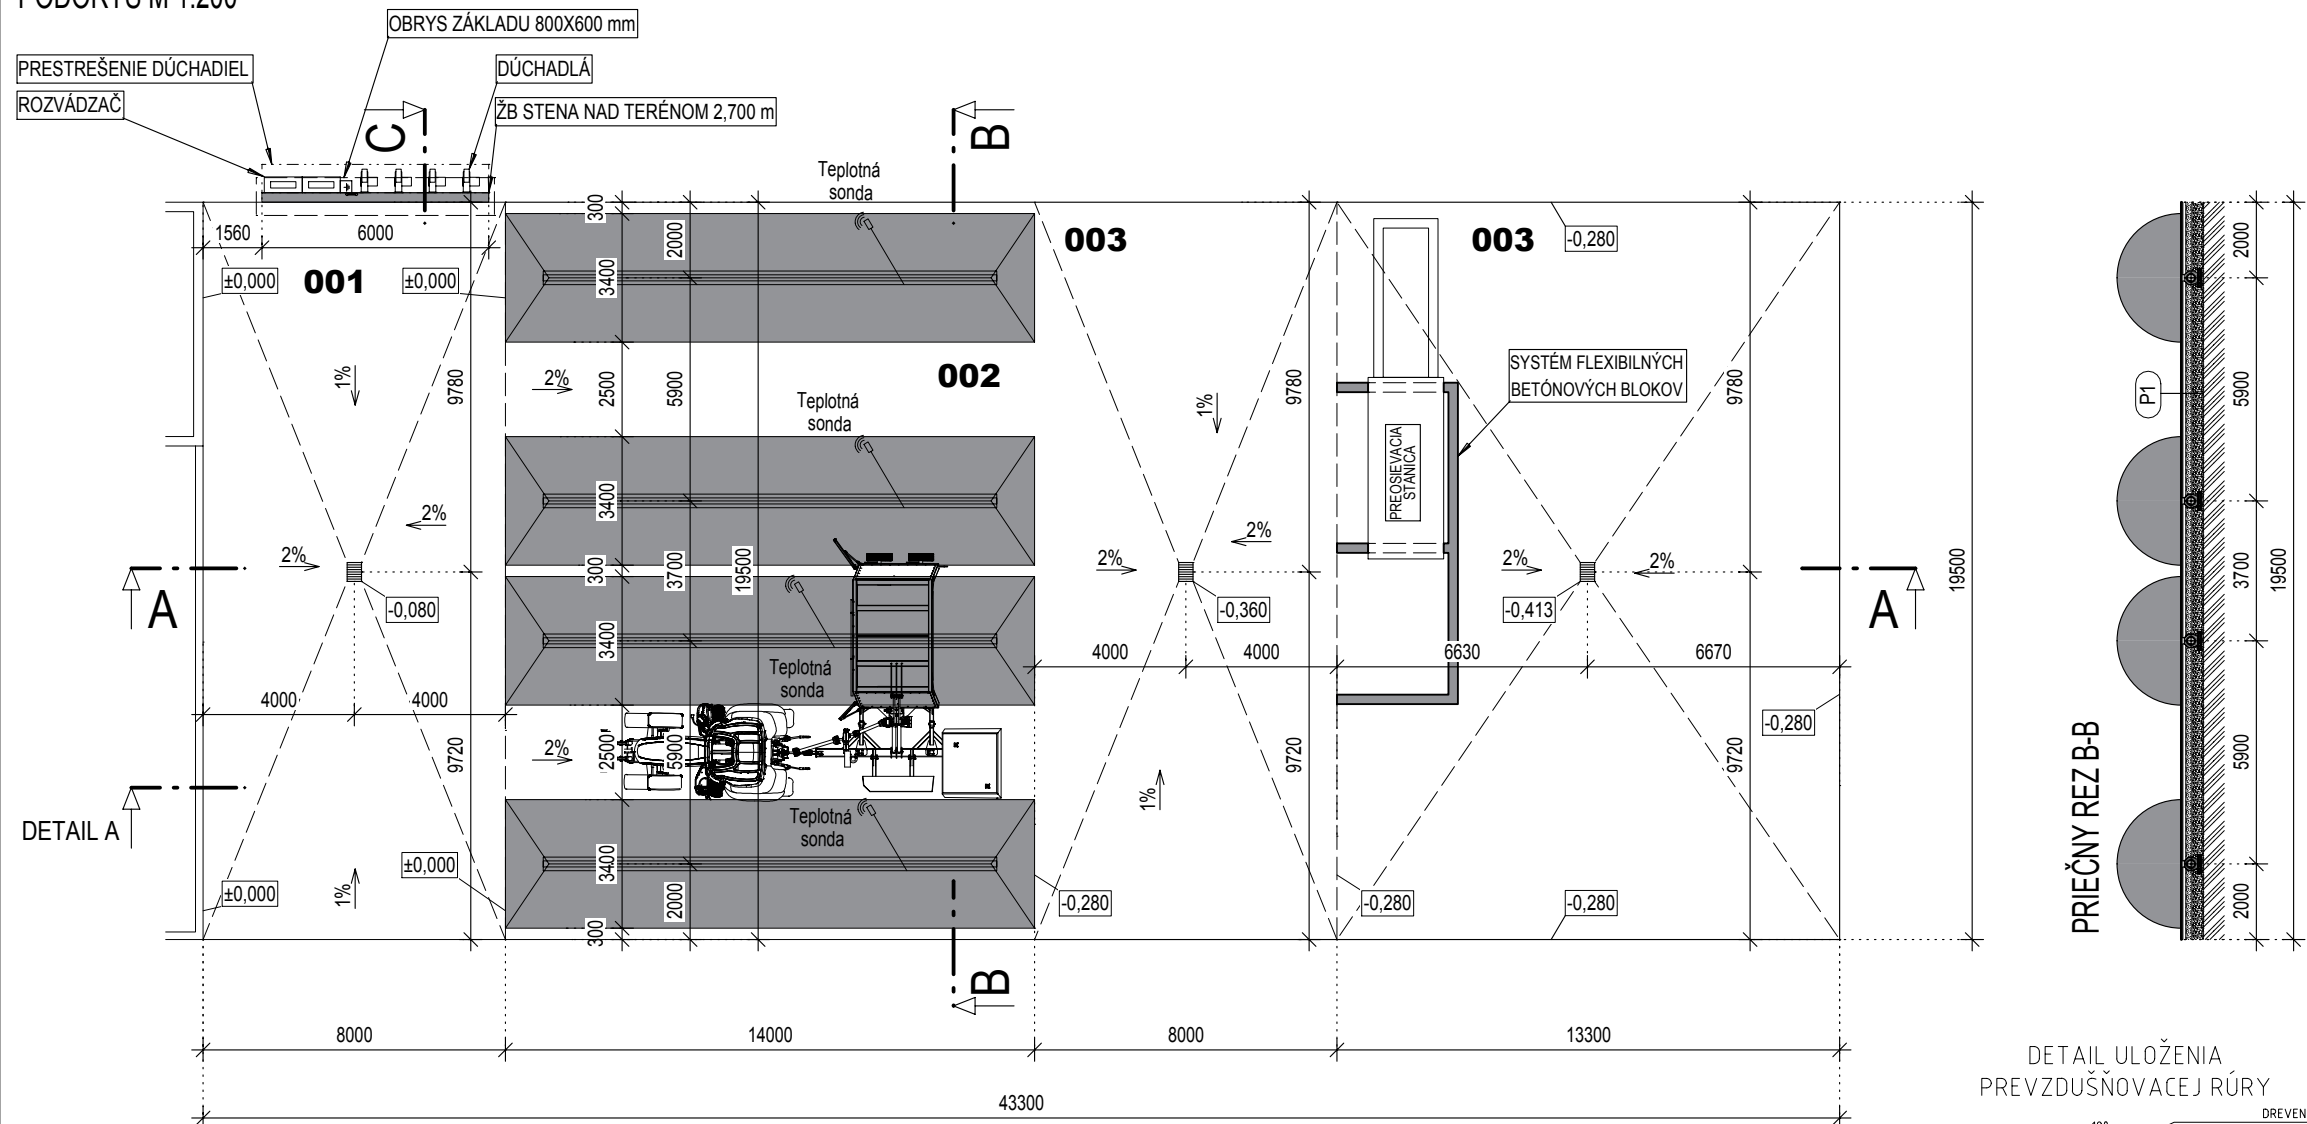 OBRYS ZÁKLADU 800X600 mm
PRESTREŠENIE DÚCHADIEL
DÚCHADLÁ
ROZVÁDZAČ
ŽB STENA NAD TERÉNOM 2,700 m
C
B
Teplotná
sonda
1560
6000
001
±0,000
±0,000
1%
2%
2%
9780
-0,080
4000
4000
9720
1%
±0,000
±0,000
A
DETAIL A
300
2000
3400
2500
5900
2%
002
Teplotná
sonda
3400
300
3700
19500
3400
Teplotná
sonda
2%
2500
5900
Teplotná
sonda
3400
2000
300
B
003
003
-0,280
9780
1%
2%
2%
-0,360
4000
4000
9720
1%
-0,280
-0,280
-0,280
SYSTÉM FLEXIBILNÝCH
BETÓNOVÝCH BLOKOV
PREOSIEVACIA
STANICA
9780
2%
2%
-0,413
6630
6670
9720
-0,280
A
19500
8000
14000
8000
13300
43300
P1
PRIEČNY REZ B-B
2000
5900
3700
5900
2000
19500
DETAIL ULOŽENIA
PREVZDUŠŇOVACEJ RÚRY
DREVEN